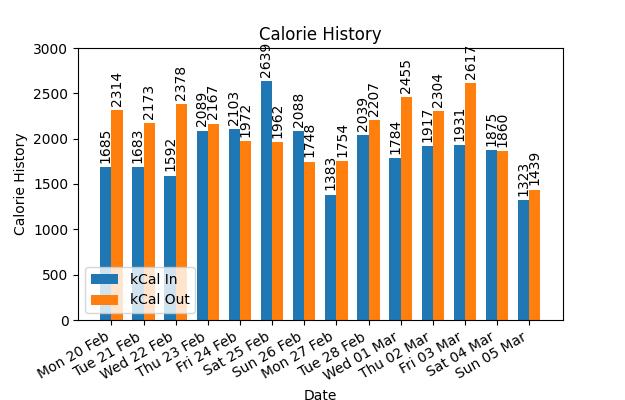 Calorie History
3000
2500
2000
1500
1000
500
0
Calorie History
1685 2314
1683 2173
1592 2378
2089 2167
2103 1972
2639 1962
2088 1748
1383 1754
2039 2207
1784 2455
1917 2304
1931 2617
1875 1860
1323 1439
kCal In
kCal Out
Mon 20 Feb
Tue 21 Feb
Wed 22 Feb
Thu 23 Feb
Fri 24 Feb
Sat 25 Feb
Sun 26 Feb
Mon 27 Feb
Tue 28 Feb
Wed 01 Mar
Thu 02 Mar
Fri 03 Mar
Sat 04 Mar
Sun 05 Mar
Date